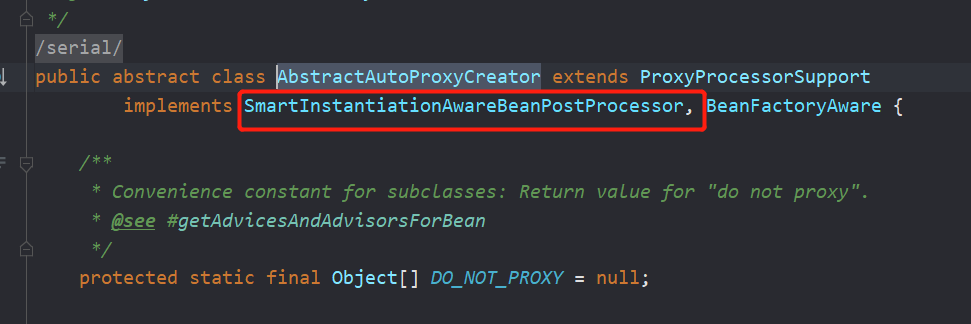 */
/serial/
public abstract class AbstractAutoProxyCreator extends ProxyProcessorSupport
implements SmartInstantiationAwareBeanPostProcessor, BeanFactoryAware {
/**
* Convenience constant for subclasses: Return value for "do not proxy".
* @see #getAdvicesAndAdvisorsForBean
*/
protected static final Object[] DO_NOT_PROXY = null;